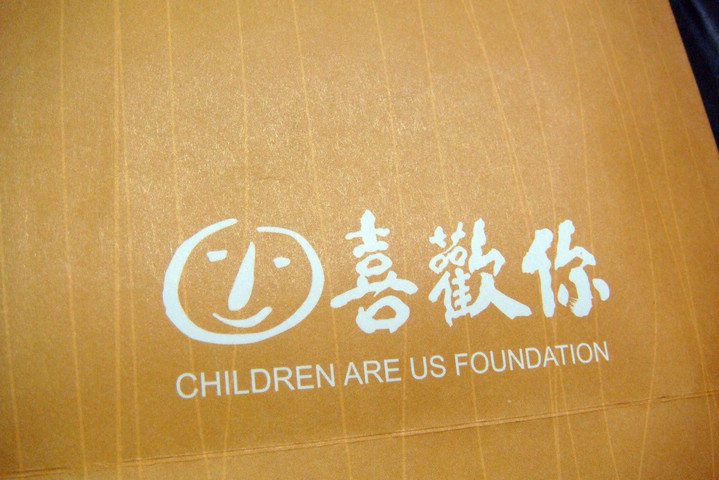 喜歡你
CHILDREN ARE US FOUNDATION